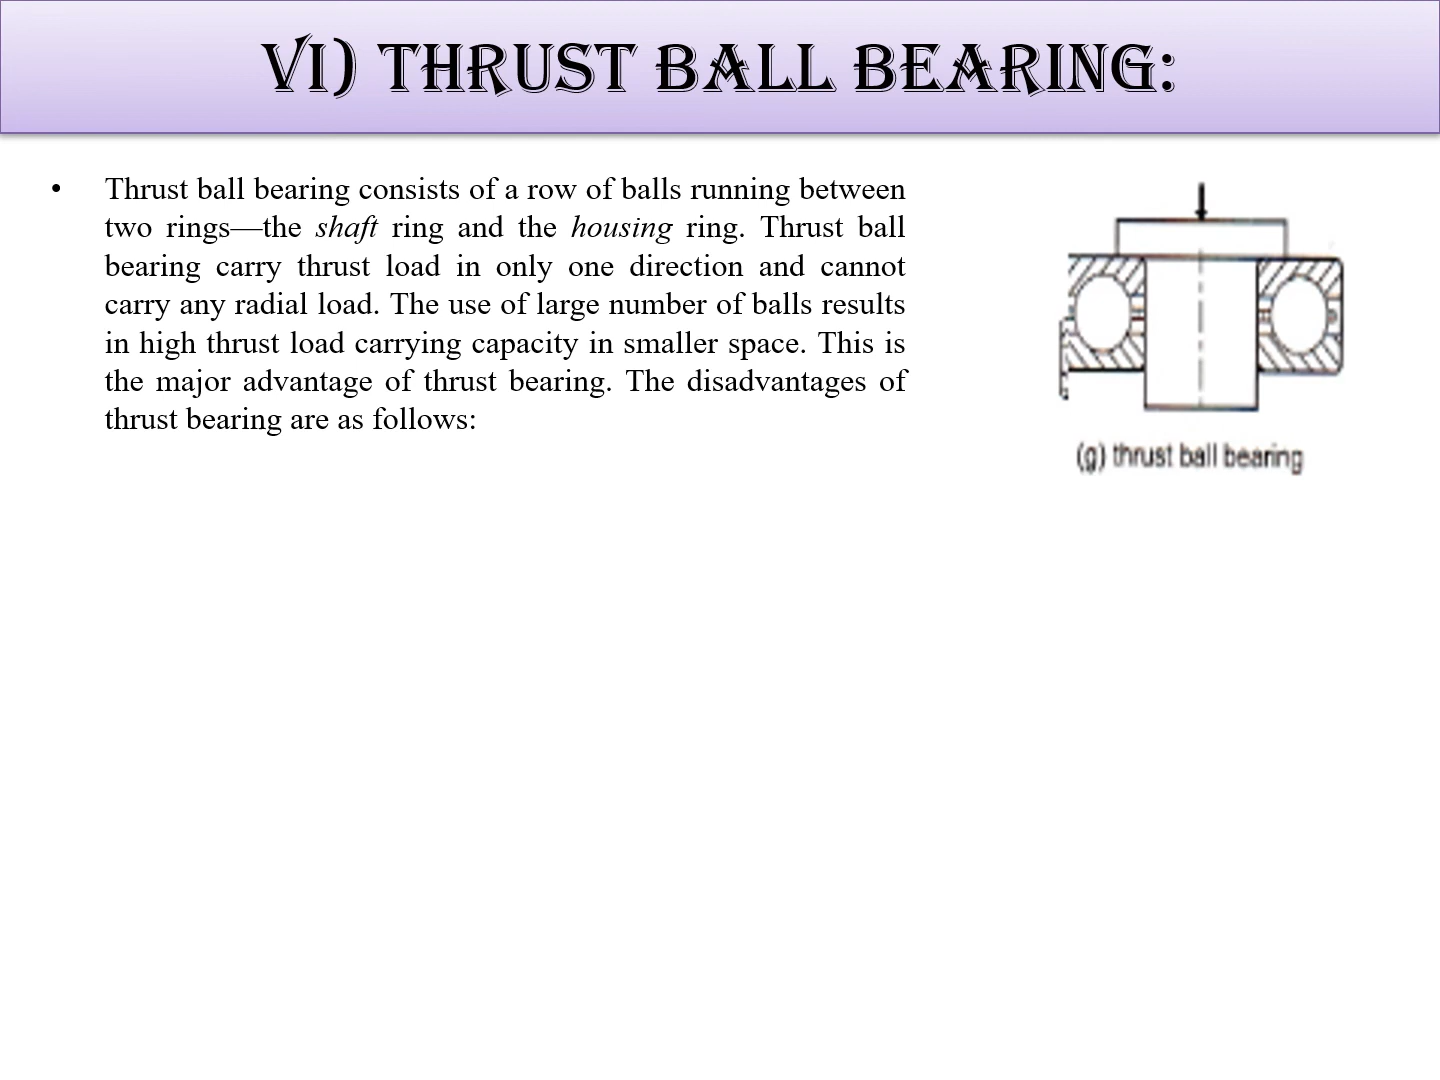 VI) THRUST BALL BEARING:
• Thrust ball bearing consists of a row of balls running between
two rings—the shaft ring and the housing ring. Thrust ball
bearing carry thrust load in only one direction and cannot
carry any radial load. The use of large number of balls results
in high thrust load carrying capacity in smaller space. This is
the major advantage of thrust bearing. The disadvantages of
thrust bearing are as follows:
(g) thrust ball bearing